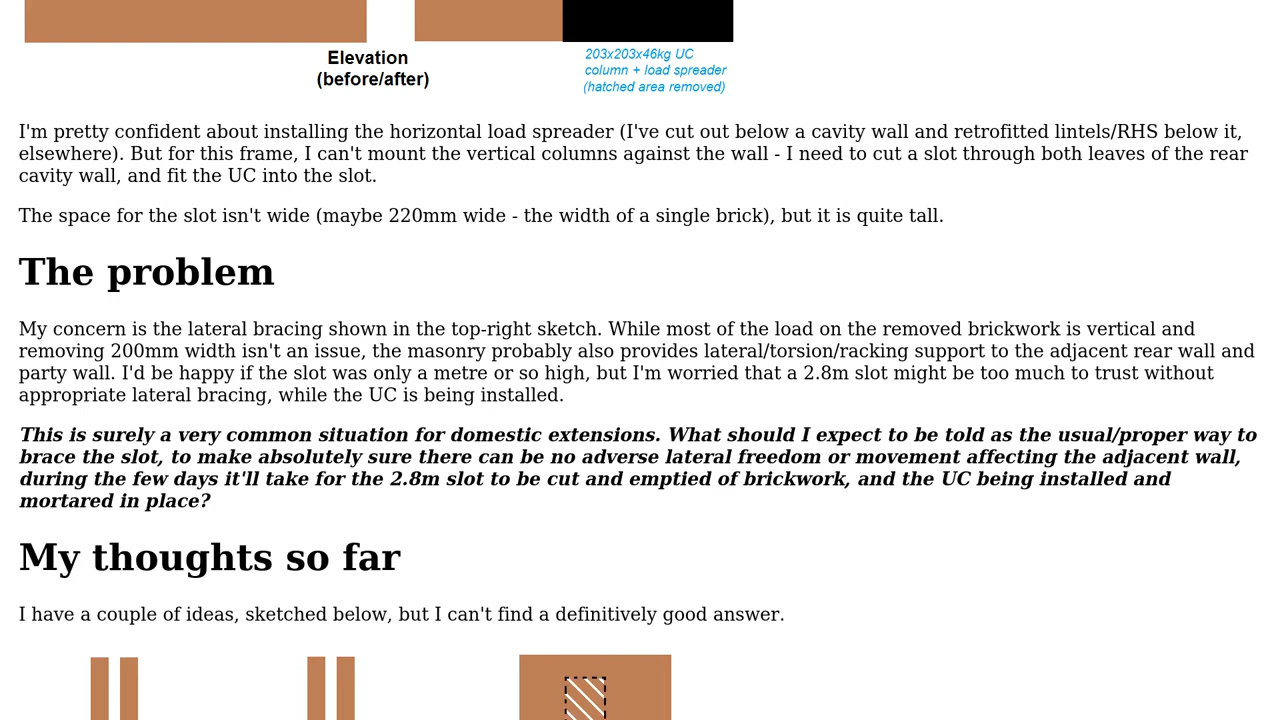 Elevation
(before/after)
203x203x46kg UC
column + load spreader
(hatched area removed)
I'm pretty confident about installing the horizontal load spreader (I've cut out below a cavity wall and retrofitted lintels/RHS below it,
elsewhere). But for this frame, I can't mount the vertical columns against the wall - I need to cut a slot through both leaves of the rear
cavity wall, and fit the UC into the slot.
The space for the slot isn't wide (maybe 220mm wide - the width of a single brick), but it is quite tall.
The problem
My concern is the lateral bracing shown in the top-right sketch. While most of the load on the removed brickwork is vertical and
removing 200mm width isn't an issue, the masonry probably also provides lateral/torsion/racking support to the adjacent rear wall and
party wall. I'd be happy if the slot was only a metre or so high, but I'm worried that a 2.8m slot might be too much to trust without
appropriate lateral bracing, while the UC is being installed.
This is surely a very common situation for domestic extensions. What should I expect to be told as the usual/proper way to
brace the slot, to make absolutely sure there can be no adverse lateral freedom or movement affecting the adjacent wall,
during the few days it'll take for the 2.8m slot to be cut and emptied of brickwork, and the UC being installed and
mortared in place?
My thoughts so far
I have a couple of ideas, sketched below, but I can't find a definitively good answer.